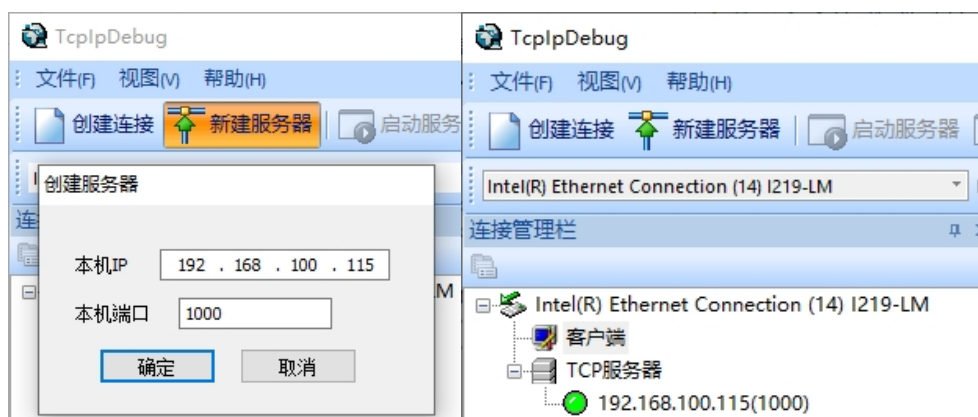 TcpIpDebug
文件(F) 视图(V) 帮助(H)
创建连接 新建服务器 启动服务
创建服务器
连
本机IP 192 . 168 . 100 . 115
M
本机端口 1000
确定 取消
TcpIpDebug
文件(F) 视图(V) 帮助(H)
创建连接 新建服务器 启动服务器
Intel(R) Ethernet Connection (14) I219-LM
连接管理栏
Intel(R) Ethernet Connection (14) I219-LM
客户端
TCP服务器
192.168.100.115(1000)